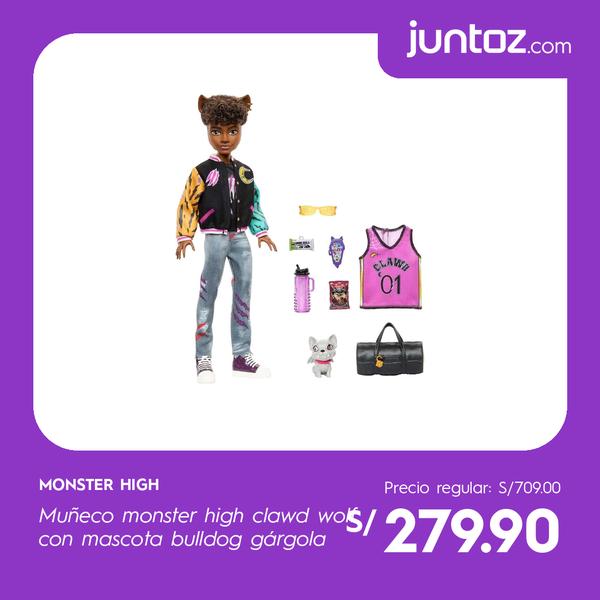 juntoz.com
CLAWD
01
MONSTER HIGH
Precio regular: S/709.00
Muñeco monster high clawd wolf
con mascota bulldog gárgola
S/279.90